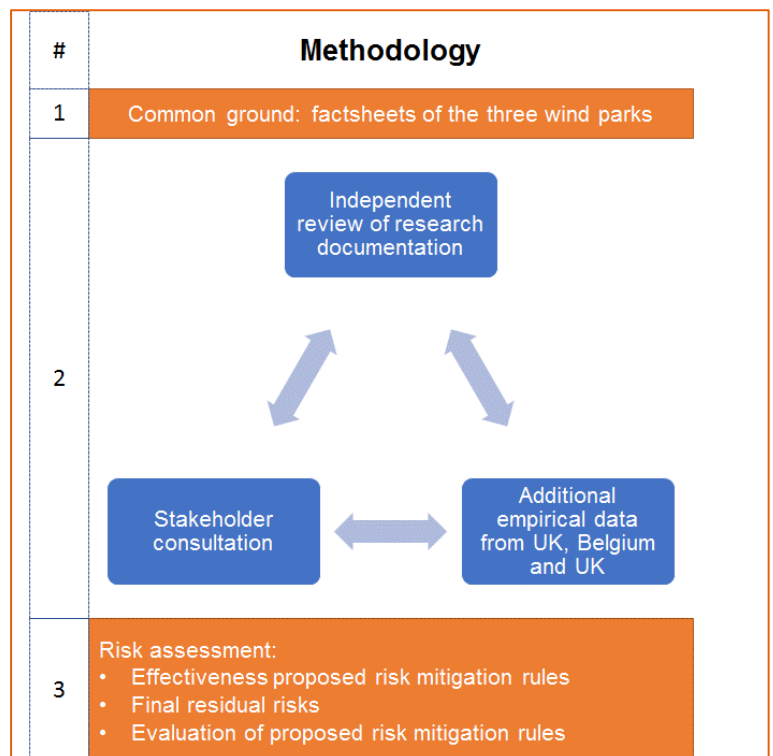 # Methodology
1 Common ground: factsheets of the three wind parks
Independent
review of research
documentation
2
Stakeholder
consultation
Additional
empirical data
from UK, Belgium
and UK
3
Risk assessment:
• Effectiveness proposed risk mitigation rules
• Final residual risks
• Evaluation of proposed risk mitigation rules